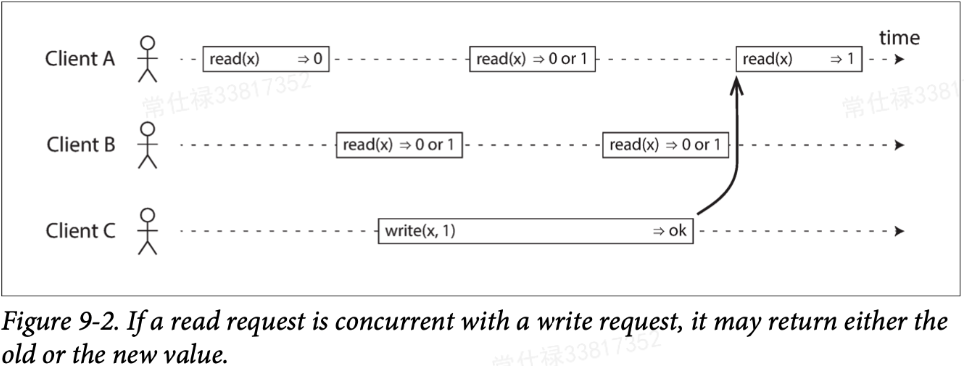 time
Client A read(x) ⇒ 0 read(x) ⇒ 0 or 1 read(x) ⇒ 1
Client B read(x) ⇒ 0 or 1 read(x) ⇒ 0 or 1
Client C write(x, 1) ⇒ ok
Figure 9-2. If a read request is concurrent with a write request, it may return either the
old or the new value.
常仕禄33817352
常仕禄33817
常仕禄33817352